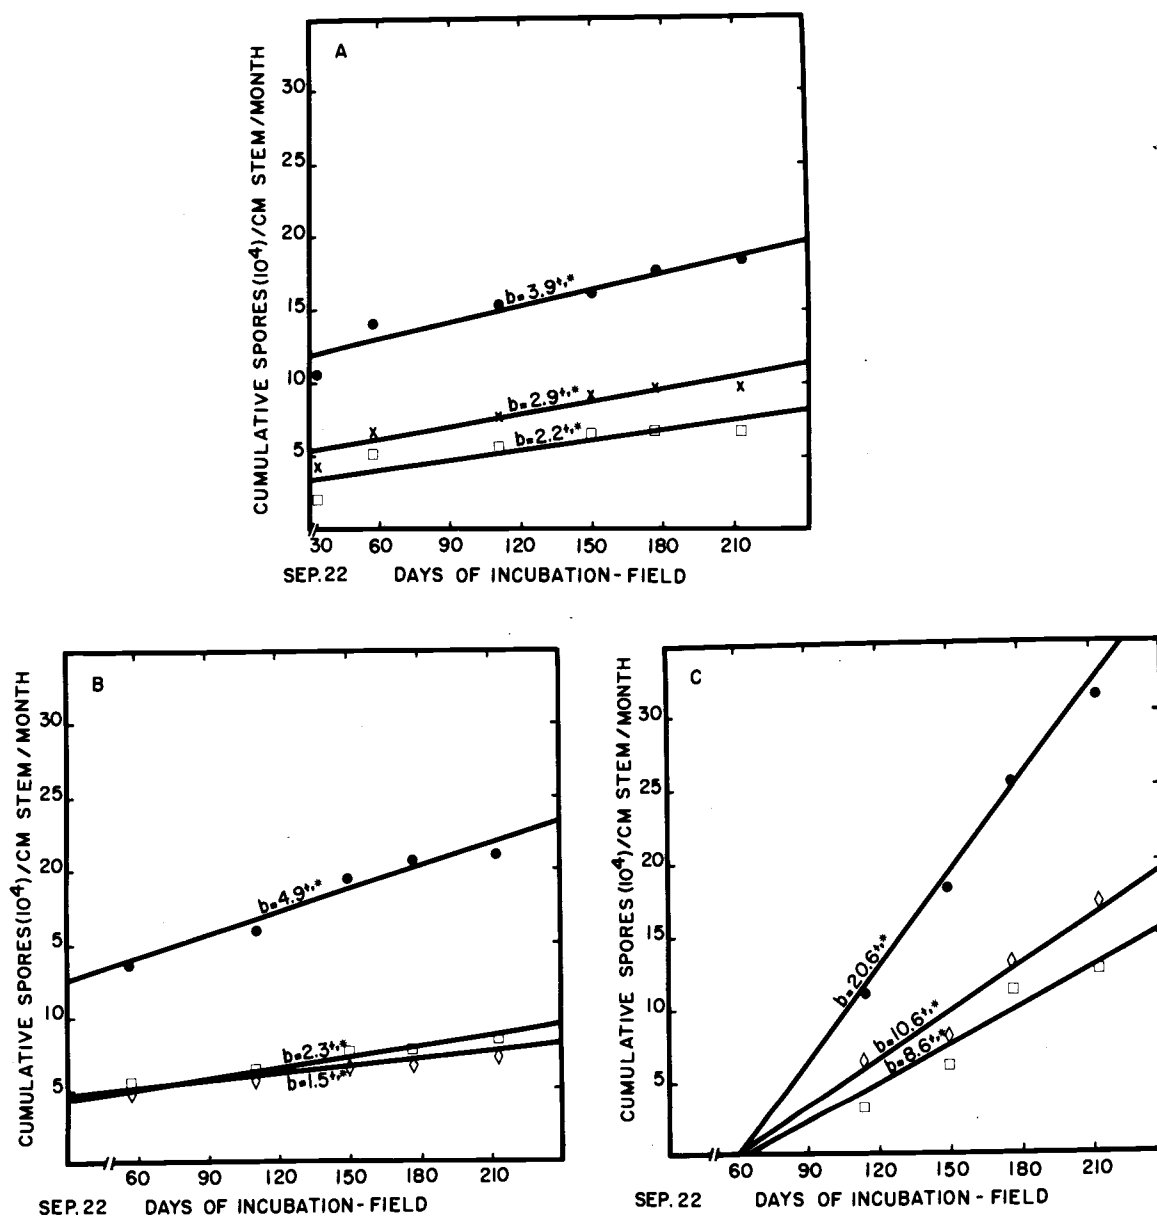 A
CUMULATIVE SPORES(10⁴)/CM STEM/MONTH
30
25
20
15
10
5
b=3.9†,*
b=2.9†,*
b=2.2†,*
30 60 90 120 150 180 210
SEP.22 DAYS OF INCUBATION-FIELD
B
CUMULATIVE SPORES(10⁴)/CM STEM/MONTH
30
25
20
5
10
5
b=4.9†,*
b=2.3†,*
b=1.5†,*
60 90 120 150 180 210
SEP.22 DAYS OF INCUBATION-FIELD
C
CUMULATIVE SPORES(10⁴)/CM STEM/MONTH
30
25
20
15
10
5
b=20.6†,*
b=10.6†,*
b=8.6†,*
60 90 120 150 180 210
SEP.22 DAYS OF INCUBATION-FIELD